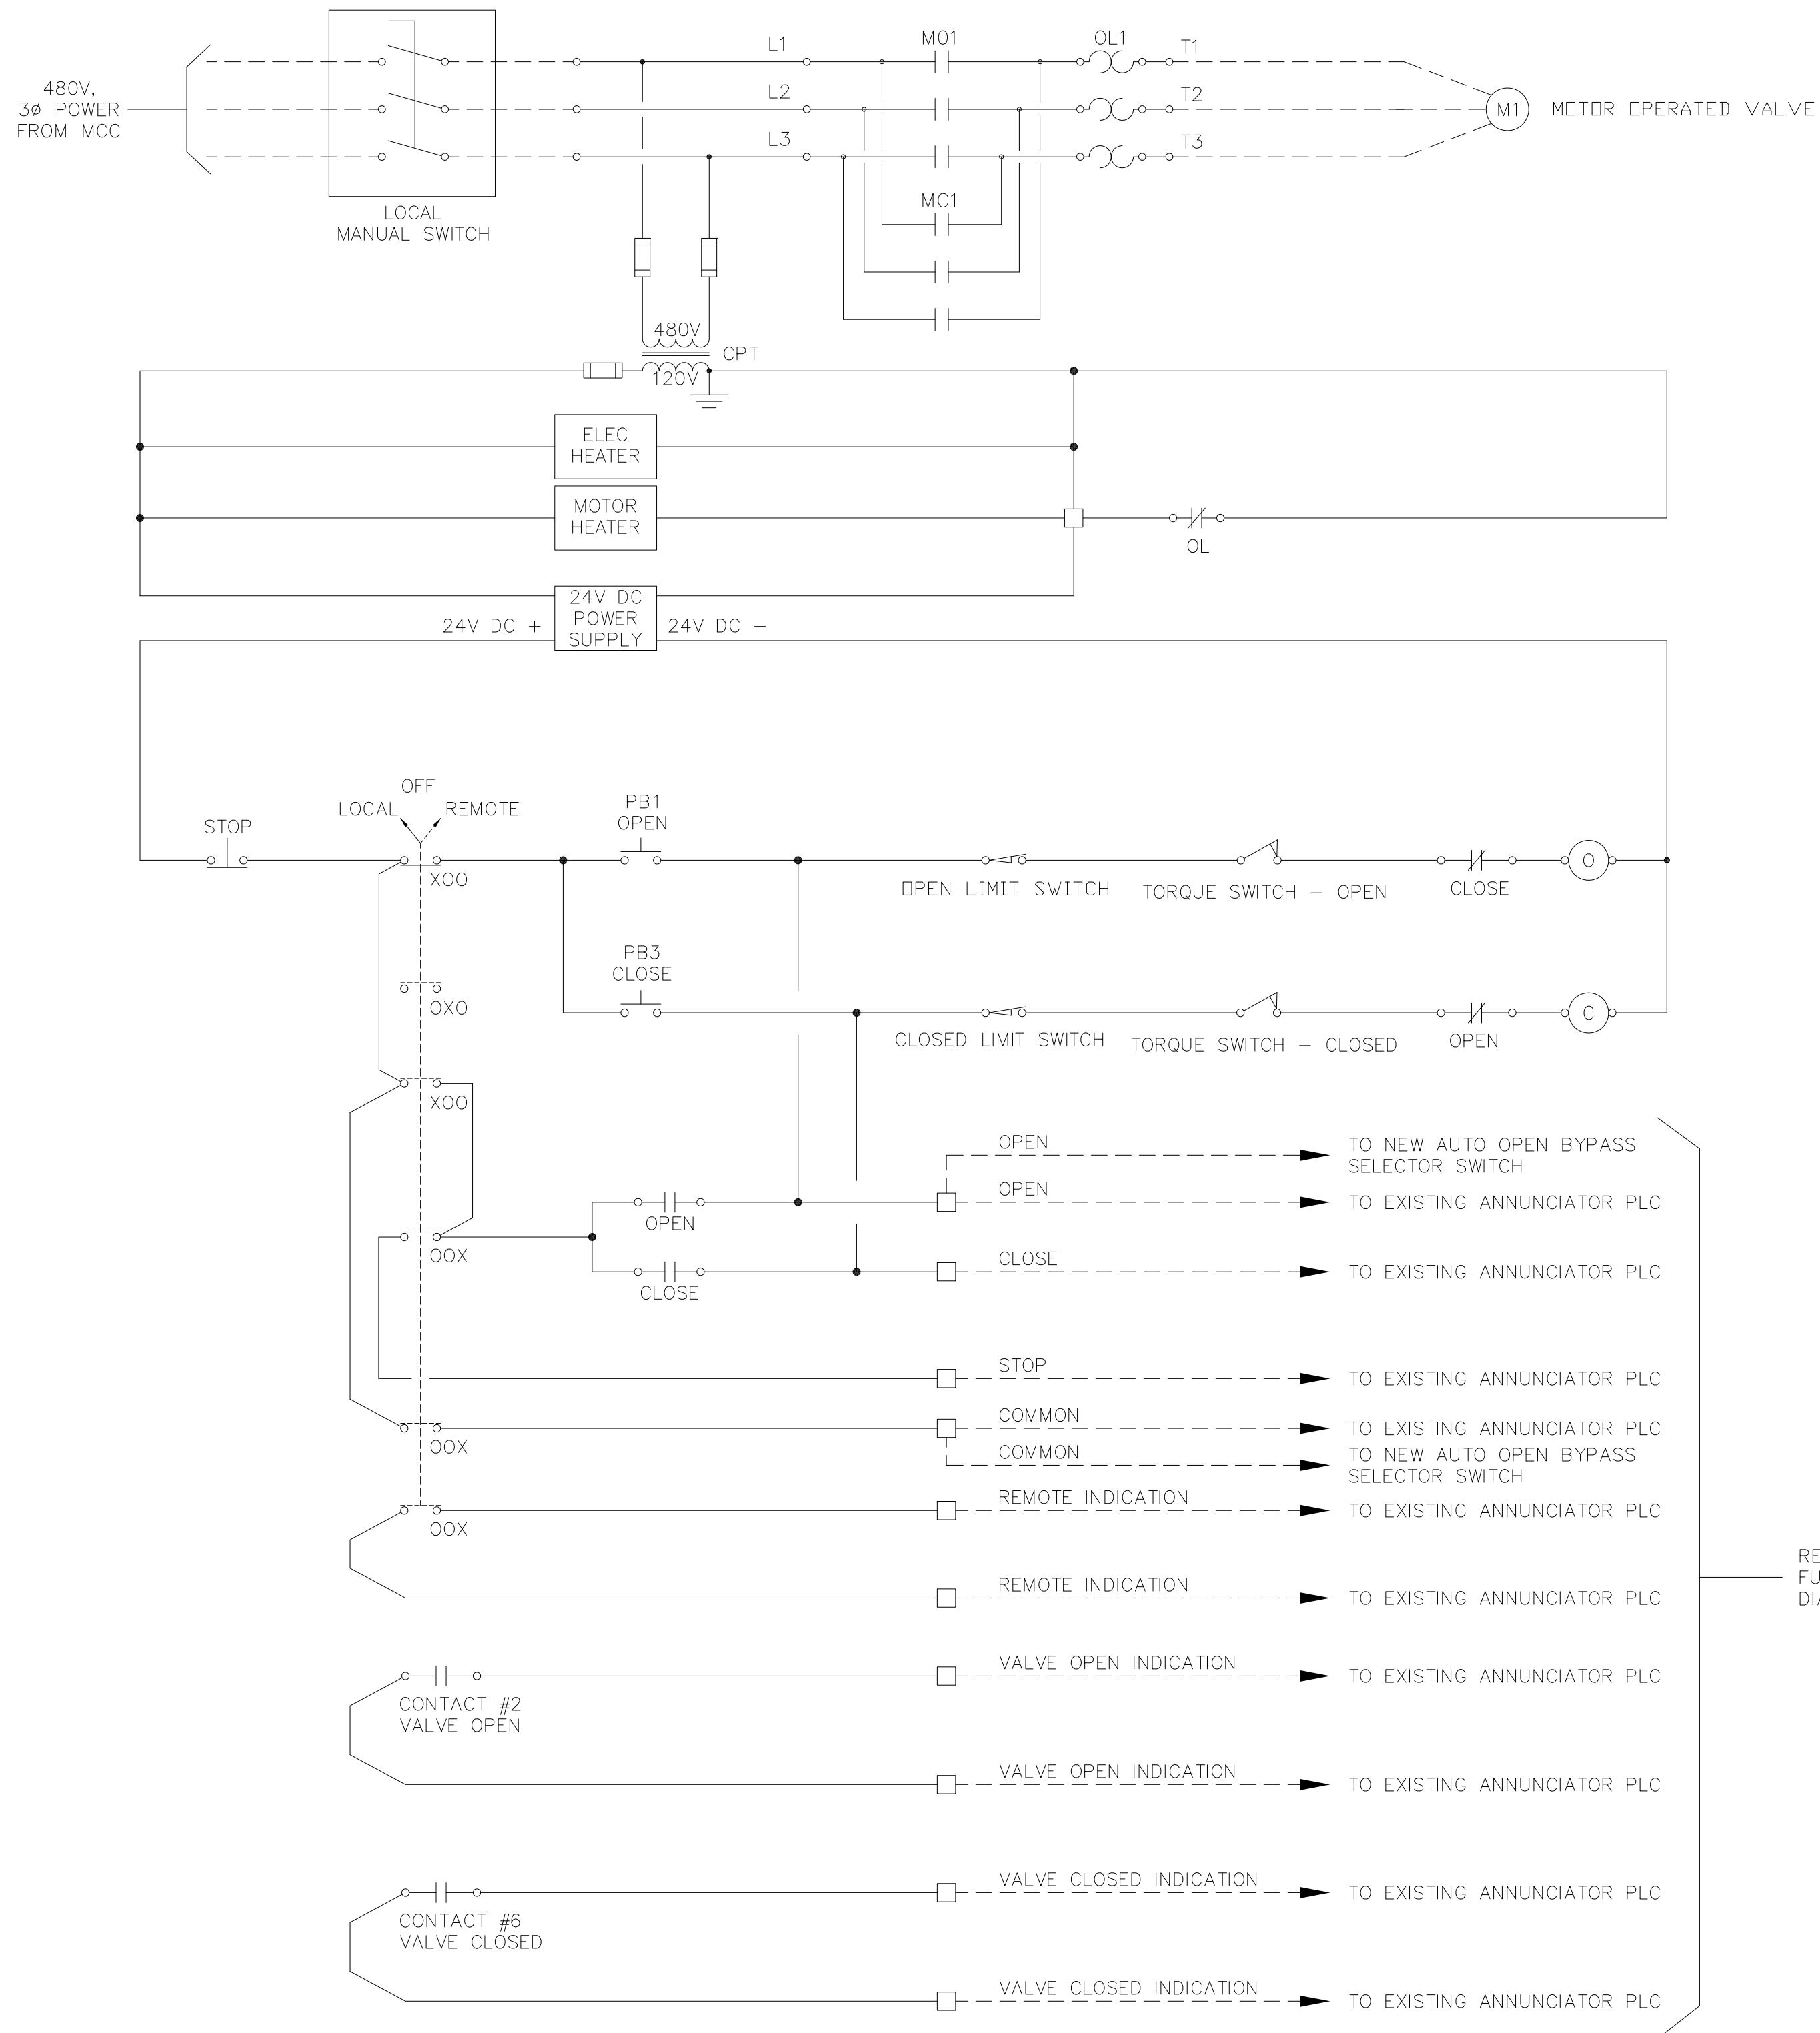 480V,
3ø POWER
FROM MCC
LOCAL
MANUAL SWITCH
L1
L2
L3
MO1
MC1
OL1
T1
T2
T3
M1
MOTOR OPERATED VALVE
480V
CPT
120V
ELEC
HEATER
MOTOR
HEATER
OL
24V DC
POWER
SUPPLY
24V DC +
24V DC −
OFF
LOCAL
REMOTE
STOP
XOO
PB1
OPEN
OPEN LIMIT SWITCH
TORQUE SWITCH − OPEN
CLOSE
O
OXO
PB3
CLOSE
CLOSED LIMIT SWITCH
TORQUE SWITCH − CLOSED
OPEN
C
XOO
OPEN
TO NEW AUTO OPEN BYPASS
SELECTOR SWITCH
OPEN
OPEN
TO EXISTING ANNUNCIATOR PLC
OOX
CLOSE
CLOSE
TO EXISTING ANNUNCIATOR PLC
STOP
TO EXISTING ANNUNCIATOR PLC
OOX
COMMON
TO EXISTING ANNUNCIATOR PLC
COMMON
TO NEW AUTO OPEN BYPASS
SELECTOR SWITCH
OOX
REMOTE INDICATION
TO EXISTING ANNUNCIATOR PLC
REMOTE INDICATION
TO EXISTING ANNUNCIATOR PLC
CONTACT #2
VALVE OPEN
VALVE OPEN INDICATION
TO EXISTING ANNUNCIATOR PLC
VALVE OPEN INDICATION
TO EXISTING ANNUNCIATOR PLC
CONTACT #6
VALVE CLOSED
VALVE CLOSED INDICATION
TO EXISTING ANNUNCIATOR PLC
VALVE CLOSED INDICATION
TO EXISTING ANNUNCIATOR PLC